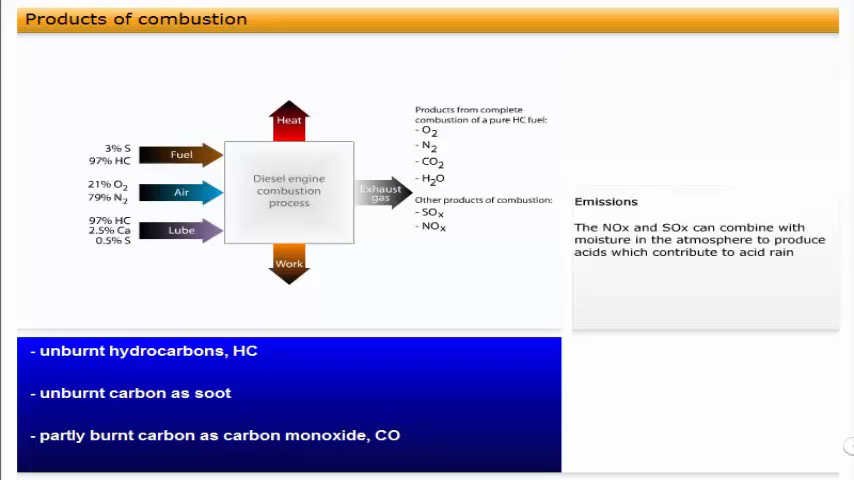 Products of combustion
Heat
3% S
97% HC
Fuel
21% O2
79% N2
Air
97% HC
2.5% Ca
0.5% S
Lube
Diesel engine
combustion
process
Exhaust
gas
Work
Products from complete
combustion of a pure HC fuel:
- O2
- N2
- CO2
- H2O
Other products of combustion:
- SOx
- NOx
Emissions
The NOx and SOx can combine with
moisture in the atmosphere to produce
acids which contribute to acid rain
- unburnt hydrocarbons, HC
- unburnt carbon as soot
- partly burnt carbon as carbon monoxide, CO